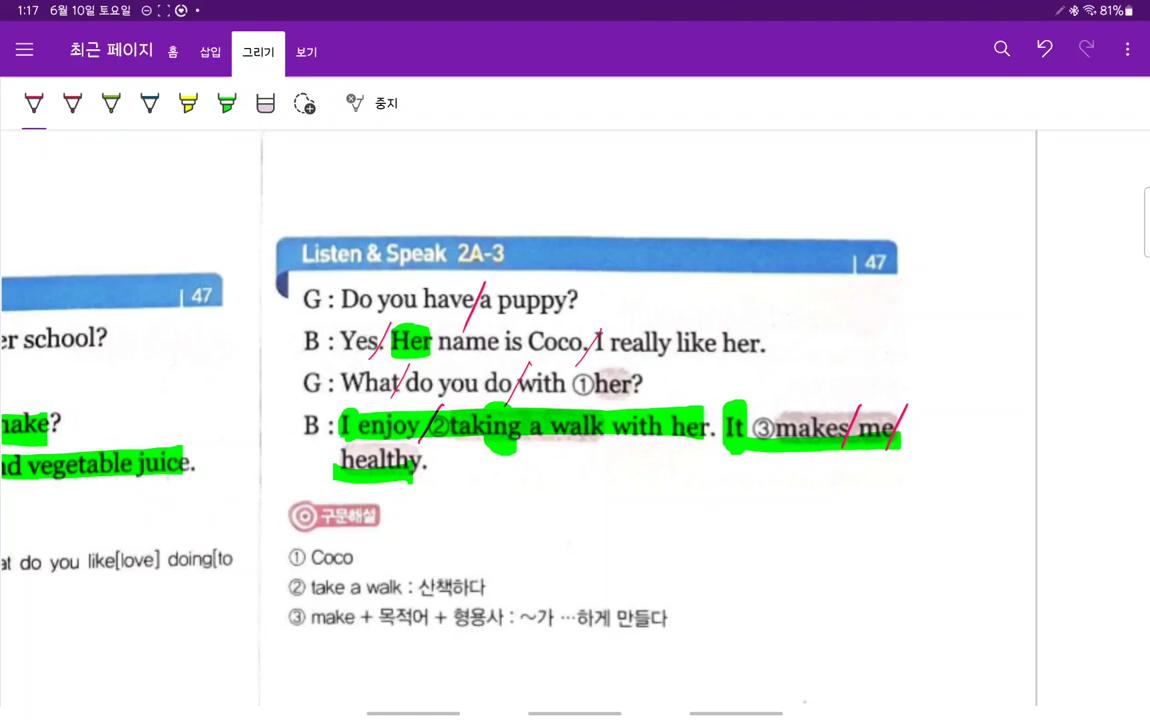 1:17 6월 10일 토요일 81%
최근 페이지 홈 삽입 그리기 보기
중지
Listen & Speak 2A-3 | 47
| 47
G : Do you have a puppy?
er school?
B : Yes. Her name is Coco. I really like her.
G : What do you do with ①her?
nake?
B : I enjoy ②taking a walk with her. It ③makes me
healthy.
nd vegetable juice.
구문해설
at do you like[love] doing[to
① Coco
② take a walk : 산책하다
③ make + 목적어 + 형용사 : ~가 …하게 만들다